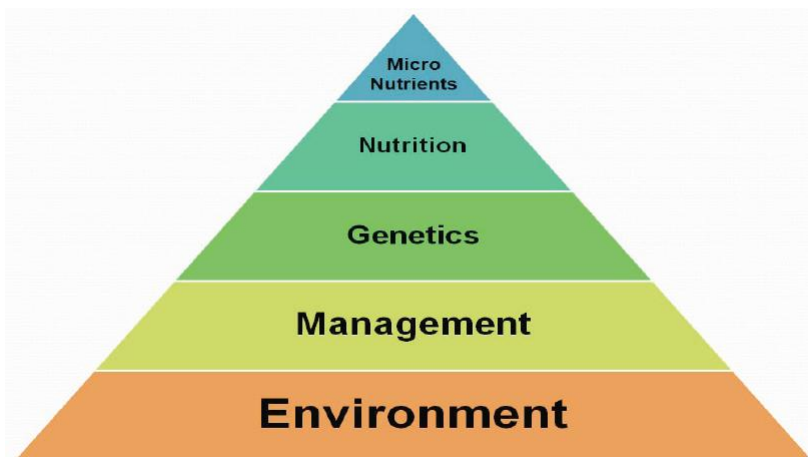 Micro
Nutrients
Nutrition
Genetics
Management
Environment